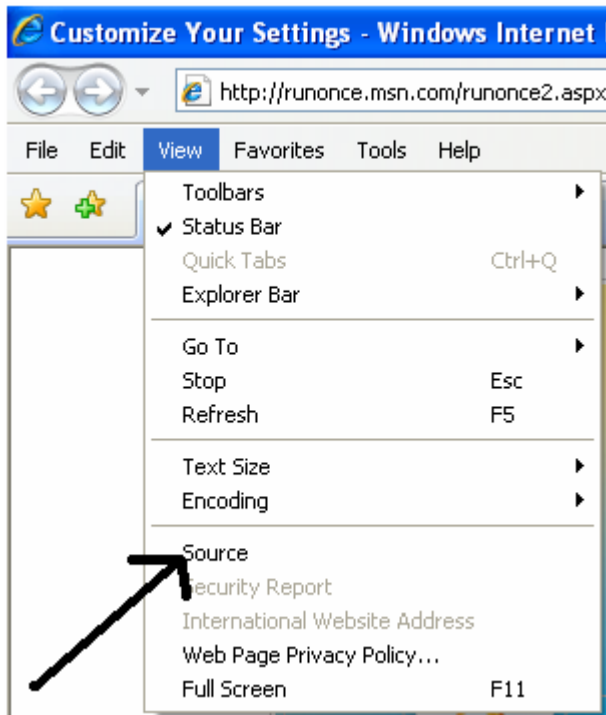 Customize Your Settings - Windows Internet
http://runonce.msn.com/runonce2.aspx
File Edit View Favorites Tools Help
Toolbars
Status Bar
Quick Tabs Ctrl+Q
Explorer Bar
Go To
Stop Esc
Refresh F5
Text Size
Encoding
Source
Security Report
International Website Address
Web Page Privacy Policy...
Full Screen F11